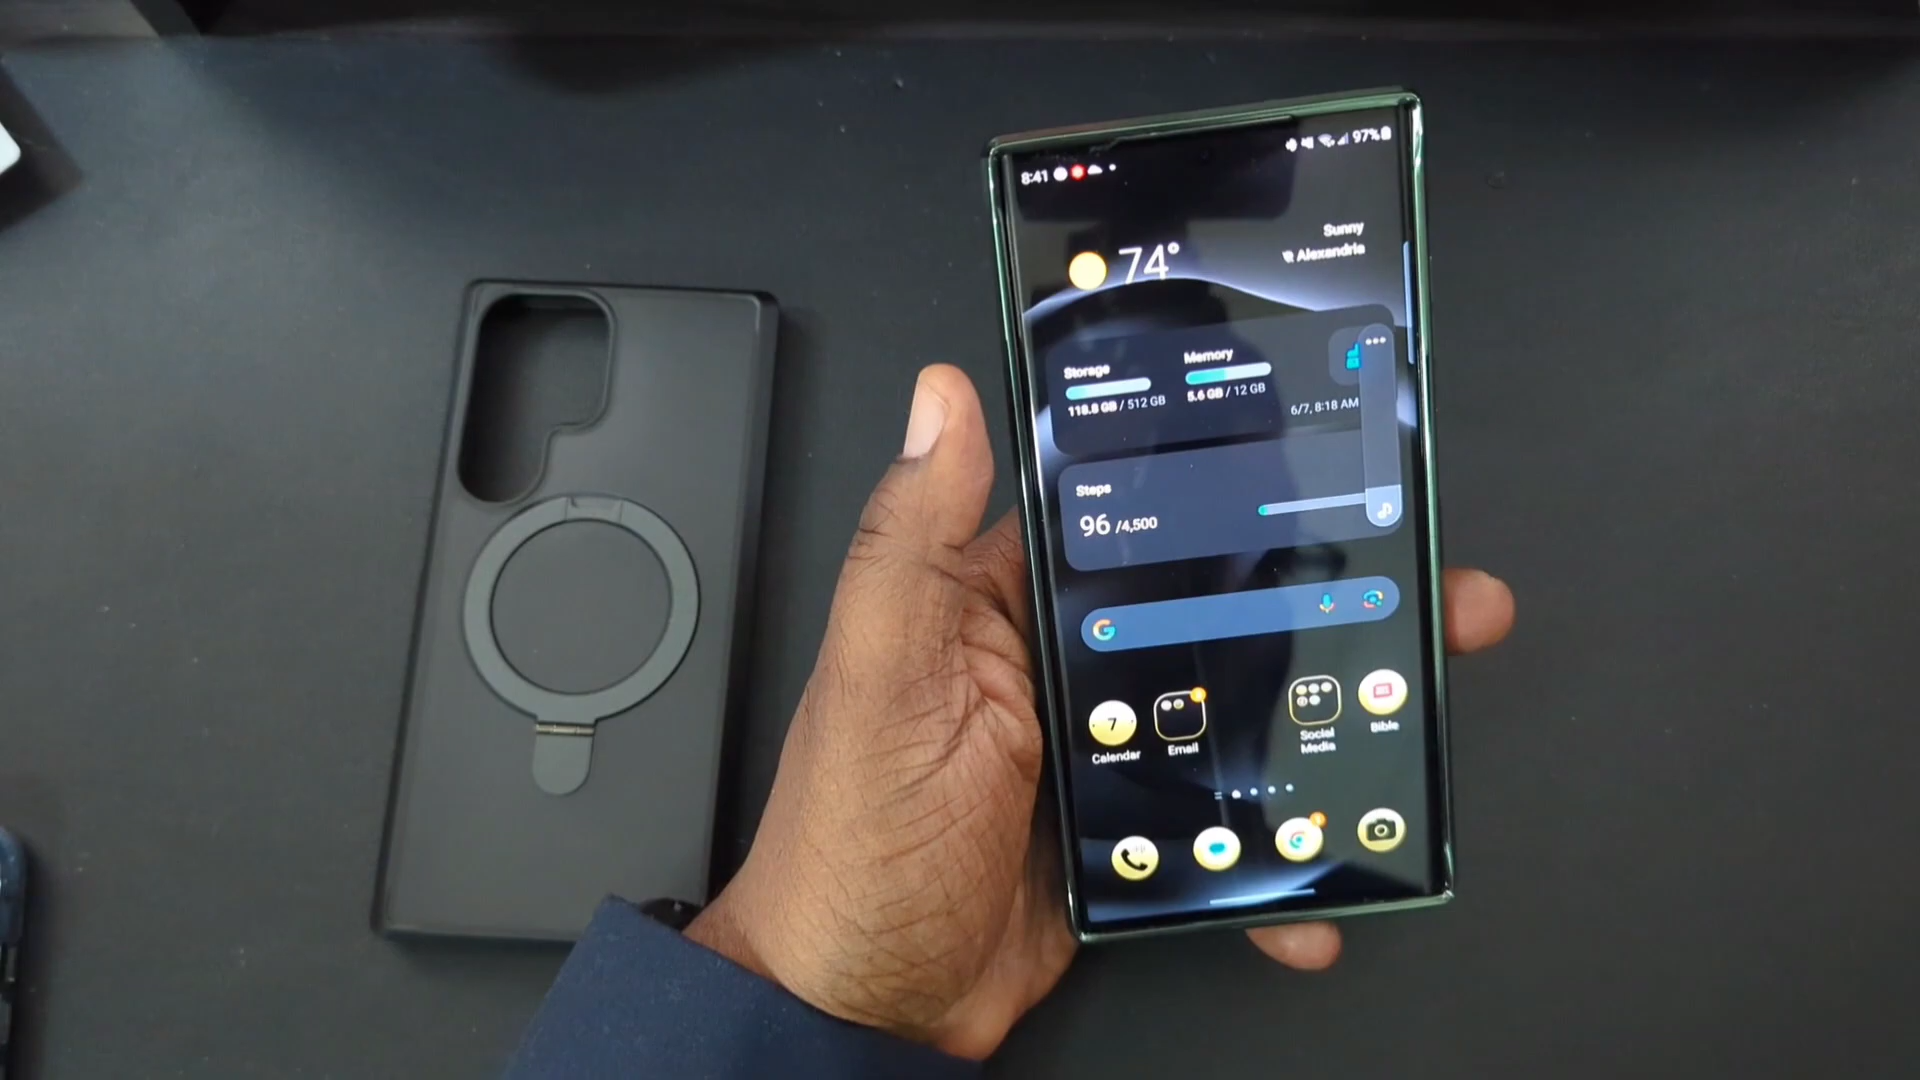 8:41
97%
74°
Sunny
Alexandria
Storage
118.8 GB / 512 GB
Memory
5.6 GB / 12 GB
6/7, 8:18 AM
Steps
96 /4,500
G
7
Calendar
Email
Social
Media
Bible